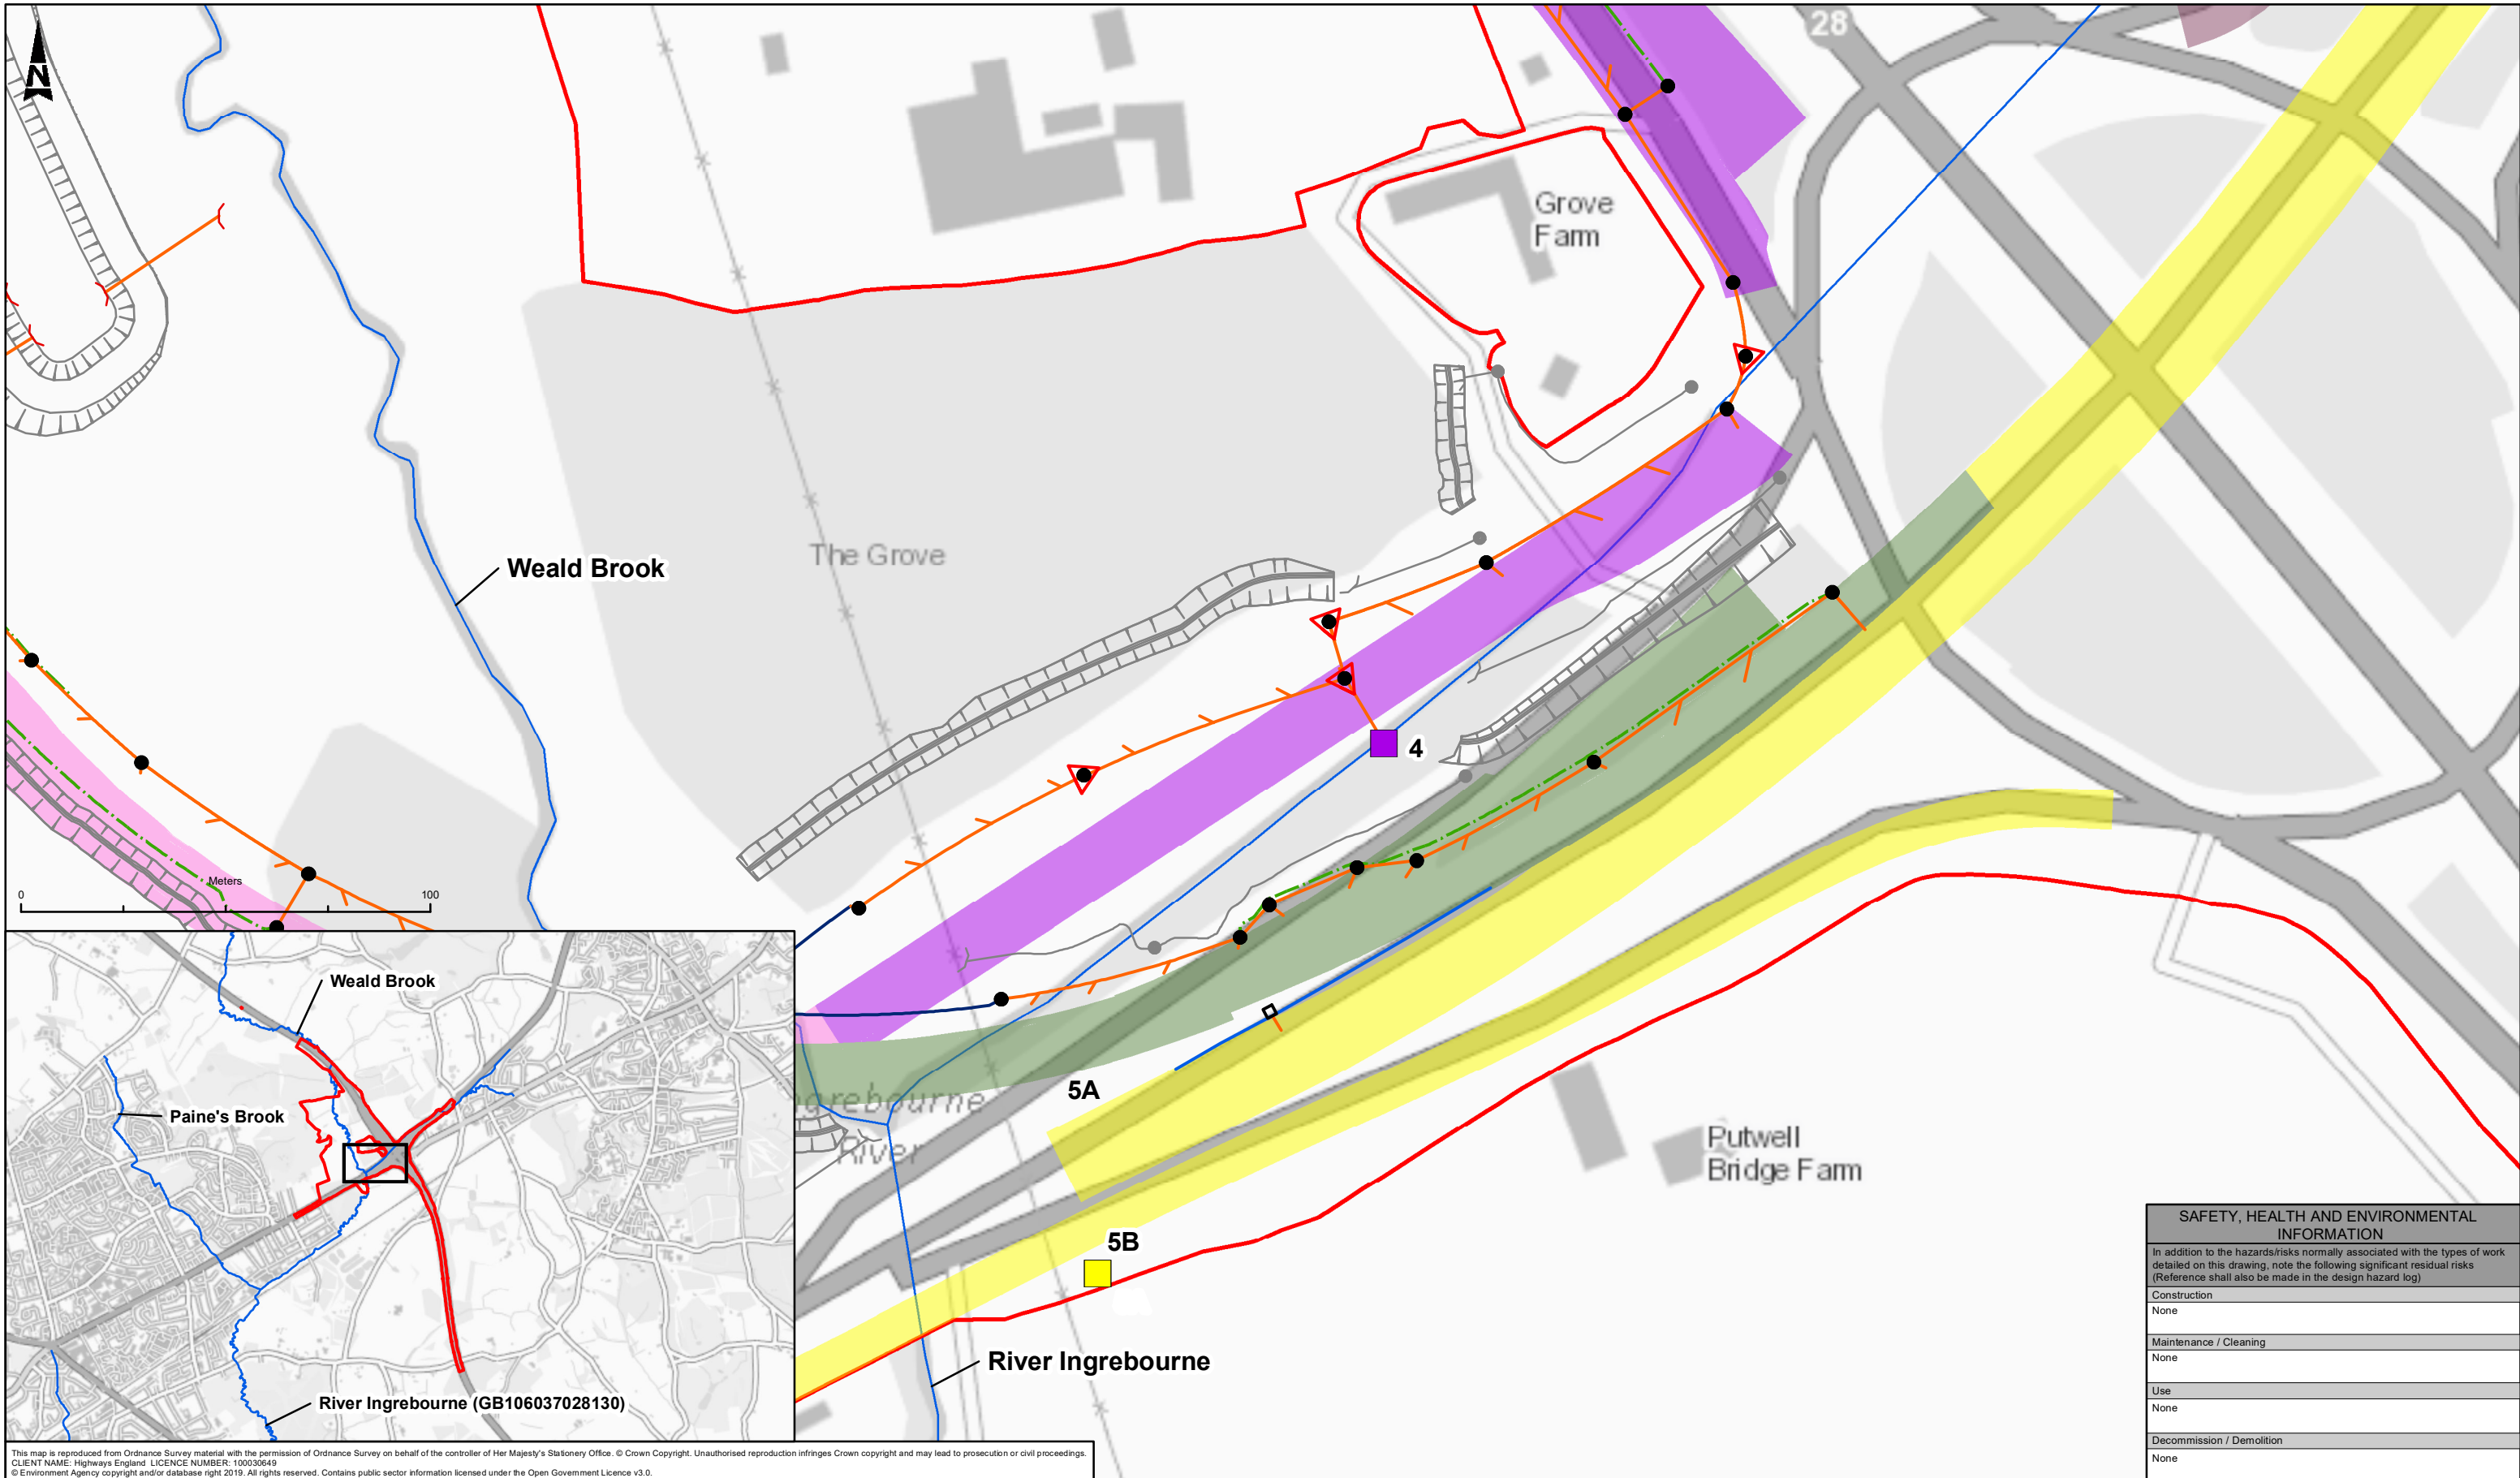 28
N
Grove
Farm
The Grove
Weald Brook
4
Meters
0
100
5A
River
Putwell
Bridge Farm
5B
River Ingrebourne
Weald Brook
Paine's Brook
River Ingrebourne (GB106037028130)
SAFETY, HEALTH AND ENVIRONMENTAL
INFORMATION
In addition to the hazards/risks normally associated with the types of work
detailed on this drawing, note the following significant residual risks
(Reference shall also be made in the design hazard log)
Construction
None
Maintenance / Cleaning
None
Use
None
Decommission / Demolition
None
This map is reproduced from Ordnance Survey material with the permission of Ordnance Survey on behalf of the controller of Her Majesty's Stationery Office. © Crown Copyright. Unauthorised reproduction infringes Crown copyright and may lead to prosecution or civil proceedings.
CLIENT NAME: Highways England LICENCE NUMBER: 100030649
© Environment Agency copyright and/or database right 2019. All rights reserved. Contains public sector information licensed under the Open Government Licence v3.0.